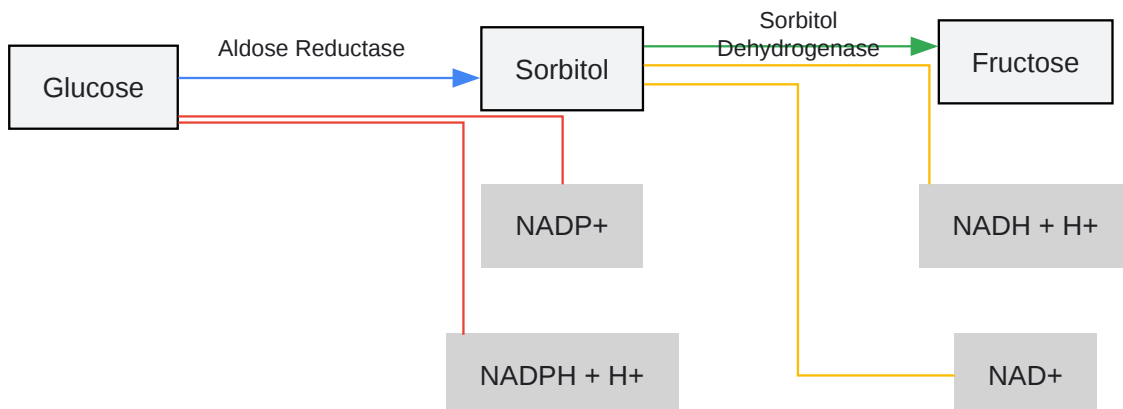 Glucose
Aldose Reductase
Sorbitol
Sorbitol
Dehydrogenase
Fructose
NADP+
NADH + H+
NADPH + H+
NAD+